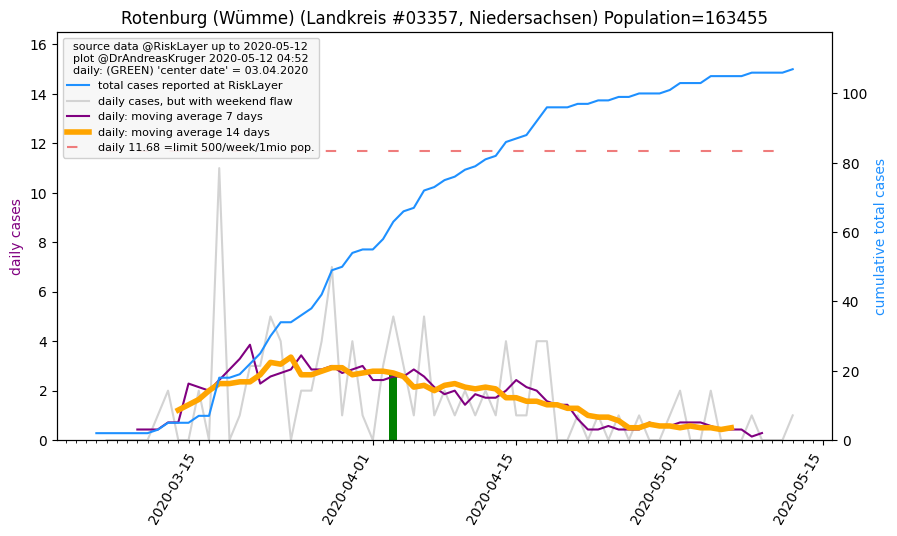 Rotenburg (Wümme) (Landkreis #03357, Niedersachsen) Population=163455
source data @RiskLayer up to 2020-05-12
plot @DrAndreasKruger 2020-05-12 04:52
daily: (GREEN) 'center date' = 03.04.2020
total cases reported at RiskLayer
daily cases, but with weekend flaw
daily: moving average 7 days
daily: moving average 14 days
daily 11.68 =limit 500/week/1mio pop.
daily cases
16
14
12
10
8
6
4
2
0
100
80
60
40
20
0
cumulative total cases
2020-03-15
2020-04-01
2020-04-15
2020-05-01
2020-05-15